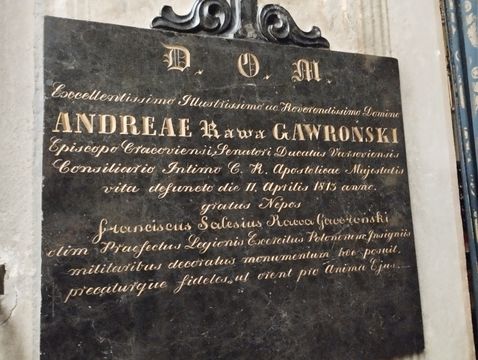 D. O. M.
Excellentissimo Illustrissimo ac Reverendissimo Domino
ANDREAE Rawa GAWROŃSKI
Episcopo Cracoviensi, Senatori Ducatus Varsoviensis
Consiliario Intimo C. R. Apostolicae Majestatis
vita defuncto die 11. Aprilis 1813 anno.
gratus Nepos
Franciscus Salesius Rawa Gawroński
olim Praefectus Legionis Exercitus Polonorum Insigniis
militaribus decoratus monumentum hoc posuit,
precaturque fideles, ut orent pro Anima Ejus.